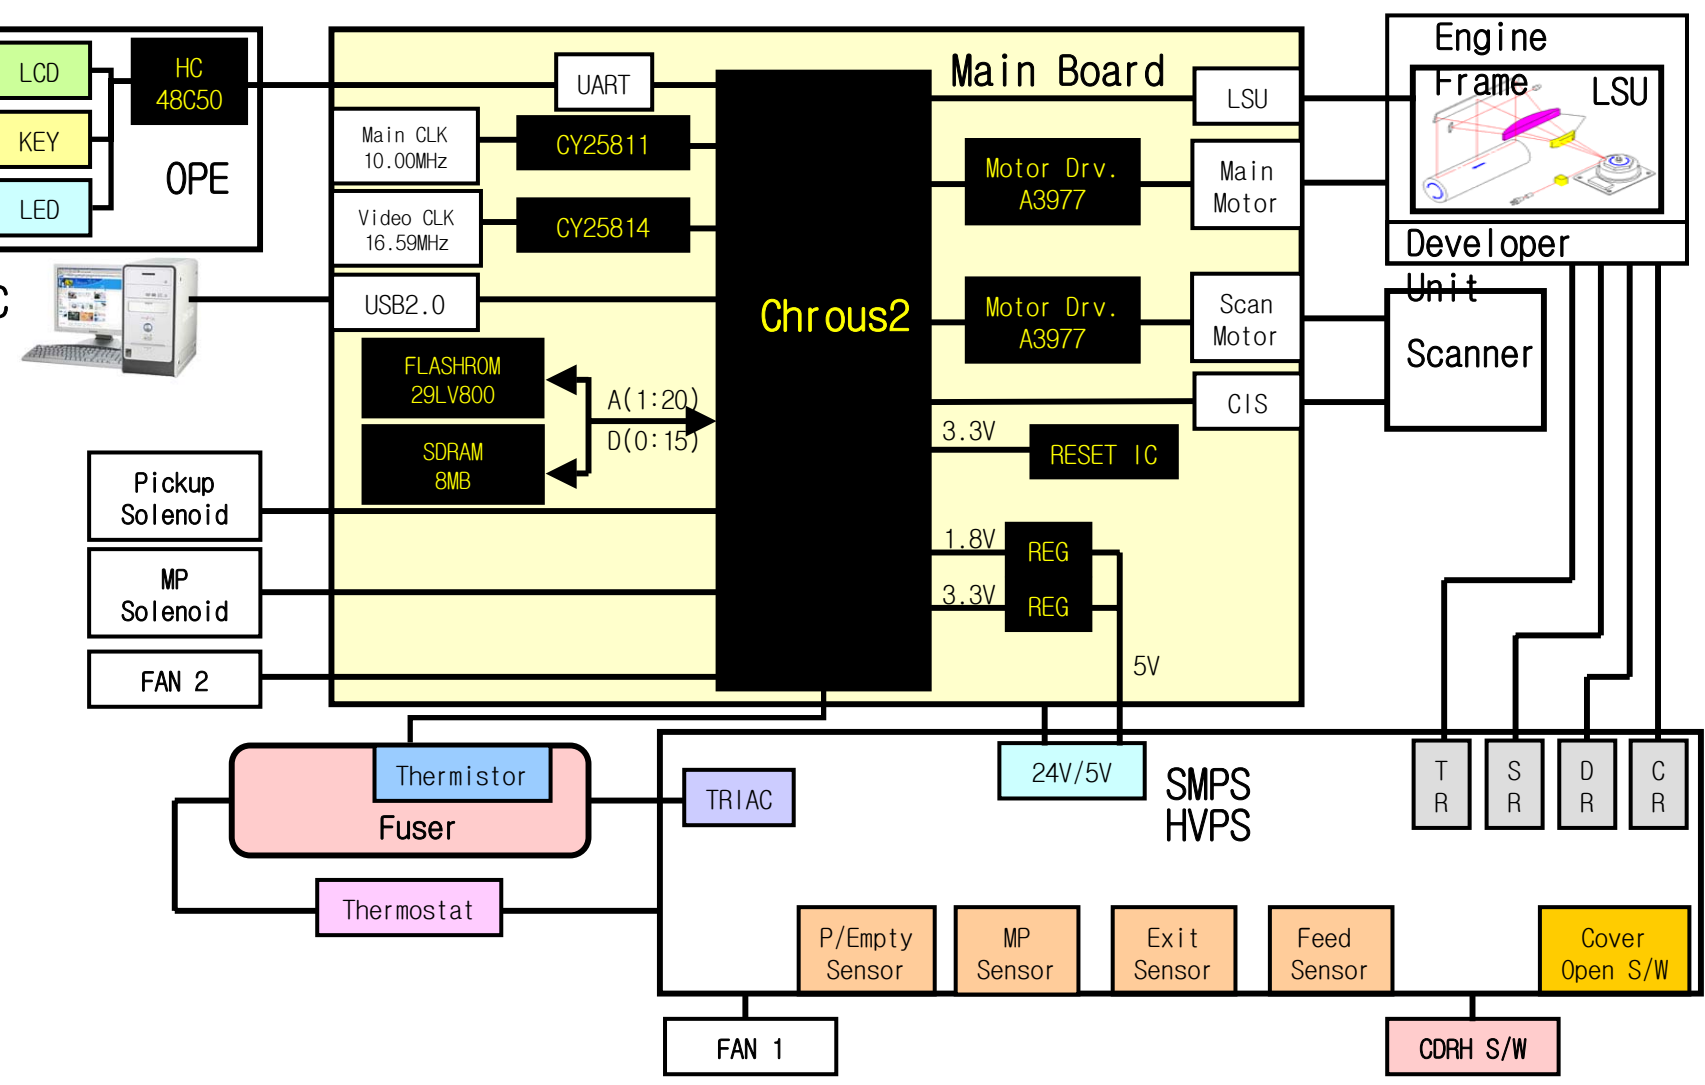 LCD
KEY
LED
HC
48C50
OPE
C
Main Board
UART
Main CLK
10.00MHz
CY25811
Video CLK
16.59MHz
CY25814
USB2.0
FLASHROM
29LV800
SDRAM
8MB
A(1:20)
D(0:15)
Chrous2
LSU
Motor Drv.
A3977
Main
Motor
Motor Drv.
A3977
Scan
Motor
CIS
3.3V
RESET IC
1.8V
REG
3.3V
REG
5V
Engine
Frame
LSU
Developer
Unit
Scanner
Pickup
Solenoid
MP
Solenoid
FAN 2
Thermistor
Fuser
Thermostat
TRIAC
24V/5V
SMPS
HVPS
T
R
S
R
D
R
C
R
P/Empty
Sensor
MP
Sensor
Exit
Sensor
Feed
Sensor
Cover
Open S/W
FAN 1
CDRH S/W